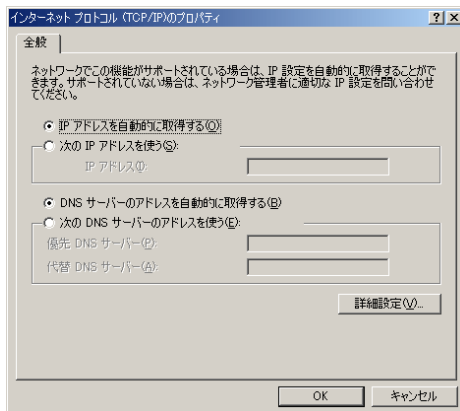 インターネット プロトコル (TCP/IP)のプロパティ
全般
ネットワークでこの機能がサポートされている場合は、IP 設定を自動的に取得することがで
きます。サポートされていない場合は、ネットワーク管理者に適切な IP 設定を問い合わせ
てください。
IP アドレスを自動的に取得する(O)
次の IP アドレスを使う(S):
IP アドレス(I):
DNS サーバーのアドレスを自動的に取得する(B)
次の DNS サーバーのアドレスを使う(E):
優先 DNS サーバー(P):
代替 DNS サーバー(A):
詳細設定(V)...
OK
キャンセル